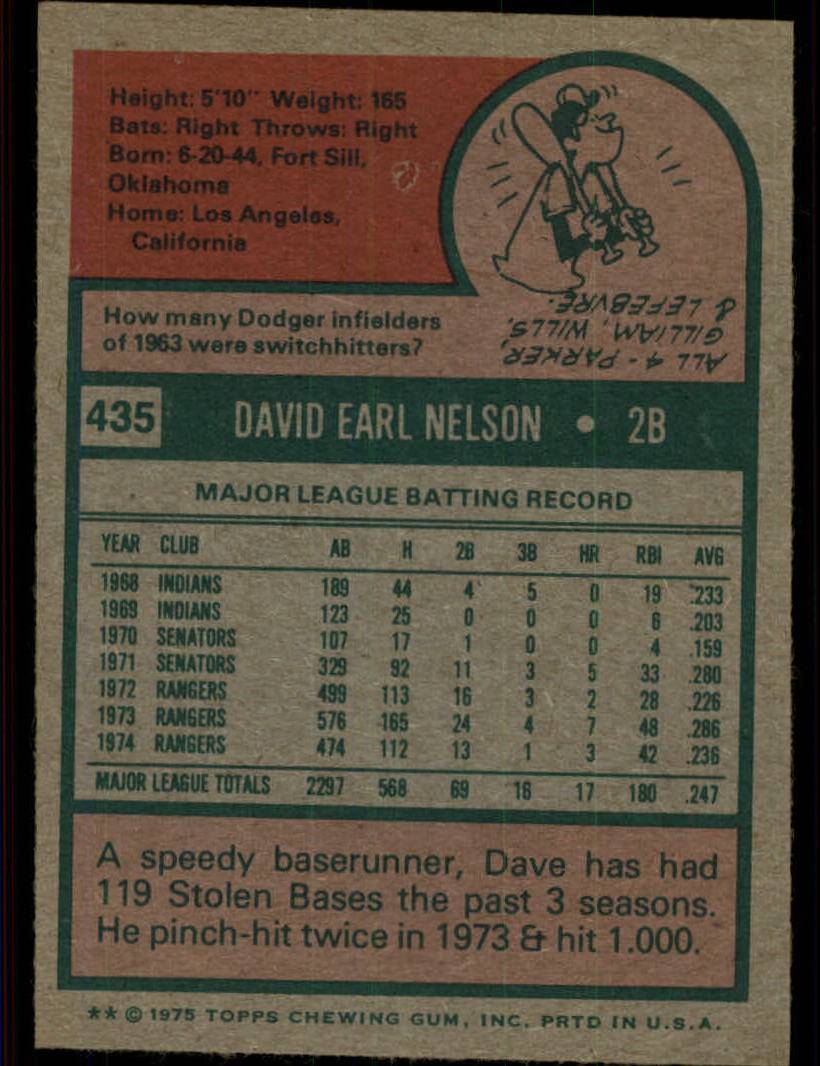 Height: 5'10" Weight: 165
Bats: Right Throws: Right
Born: 6-20-44, Fort Sill,
Oklahoma
Home: Los Angeles,
California
How many Dodger infielders
of 1963 were switchhitters?
ALL 4 - PARKER,
GILLIAM, WILLS,
& LEFEBVRE.
435 DAVID EARL NELSON • 2B
MAJOR LEAGUE BATTING RECORD
YEAR CLUB AB H 2B 3B HR RBI AVG
1968 INDIANS 189 44 4 5 0 19 .233
1969 INDIANS 123 25 0 0 0 6 .203
1970 SENATORS 107 17 1 0 0 4 .159
1971 SENATORS 329 92 11 3 5 33 .280
1972 RANGERS 499 113 16 3 2 28 .226
1973 RANGERS 576 165 24 4 7 48 .286
1974 RANGERS 474 112 13 1 3 42 .236
MAJOR LEAGUE TOTALS 2297 568 69 16 17 180 .247
A speedy baserunner, Dave has had
119 Stolen Bases the past 3 seasons.
He pinch-hit twice in 1973 & hit 1.000.
** © 1975 TOPPS CHEWING GUM, INC. PRTD IN U.S.A.